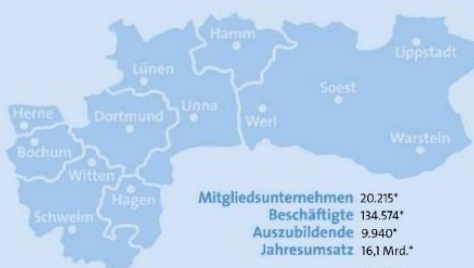 Hamm
Lippstadt
Lünen
Soest
Herne
Dortmund
Unna
Werl
Warstein
Bochum
Witten
Hagen
Schwelm
Mitgliedsunternehmen 20.215*
Beschäftigte 134.574*
Auszubildende 9.940*
Jahresumsatz 16,1 Mrd.*